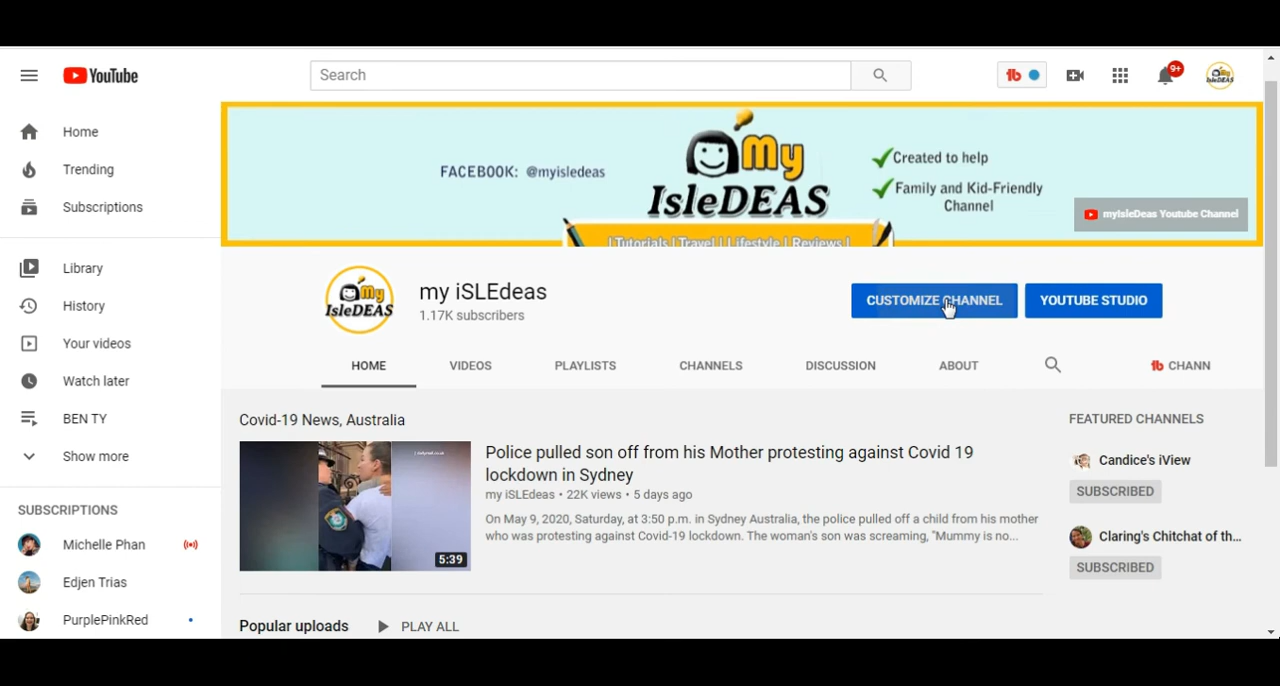 YouTube
Search
9+
Home
Trending
Subscriptions
Library
History
Your videos
Watch later
BEN TY
Show more
SUBSCRIPTIONS
Michelle Phan
Edjen Trias
PurplePinkRed
FACEBOOK: @myisledeas
My
IsleDEAS
| Tutorials | Travel | Lifestyle | Reviews |
Created to help
Family and Kid-Friendly
Channel
myIsleDeas Youtube Channel
My
IsleDEAS
my iSLEdeas
1.17K subscribers
CUSTOMIZE CHANNEL
YOUTUBE STUDIO
HOME
VIDEOS
PLAYLISTS
CHANNELS
DISCUSSION
ABOUT
CHANN
Covid-19 News, Australia
5:39
Police pulled son off from his Mother protesting against Covid 19
lockdown in Sydney
my iSLEdeas • 22K views • 5 days ago
On May 9, 2020, Saturday, at 3:50 p.m. in Sydney Australia, the police pulled off a child from his mother
who was protesting against Covid-19 lockdown. The woman's son was screaming, "Mummy is no...
Popular uploads
PLAY ALL
FEATURED CHANNELS
Candice's iView
SUBSCRIBED
Claring's Chitchat of th...
SUBSCRIBED